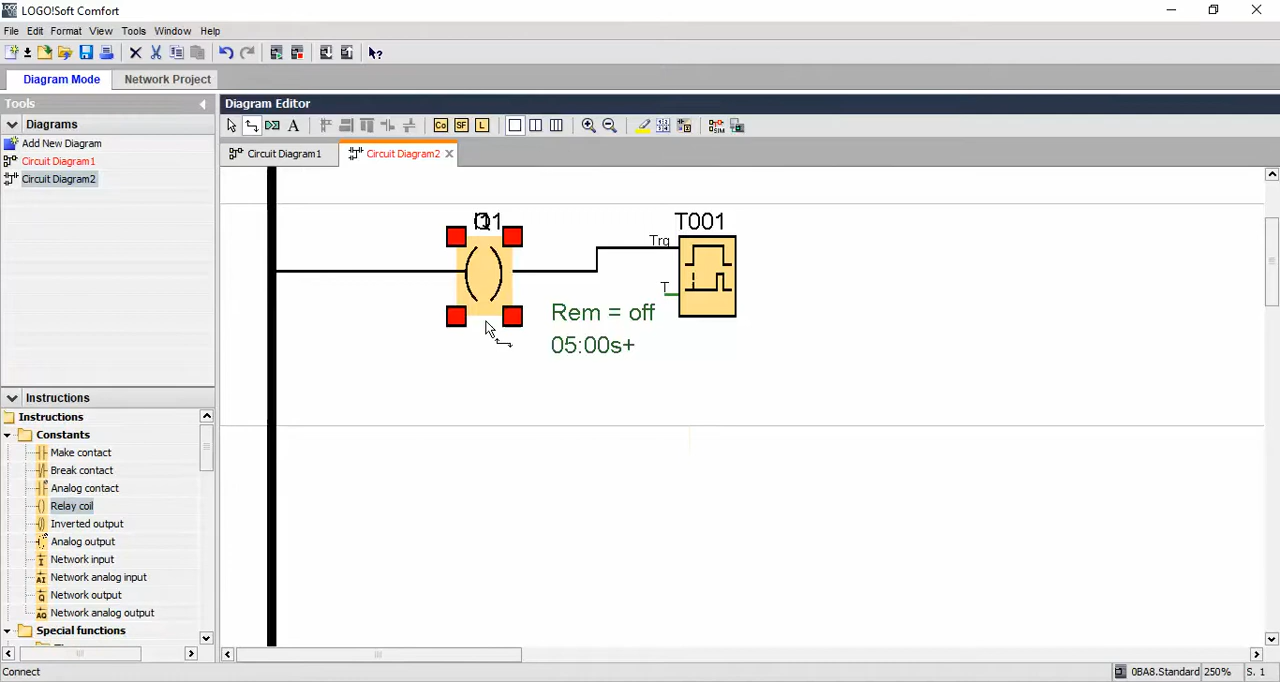 LOGO!Soft Comfort
File Edit Format View Tools Window Help
Diagram Mode Network Project
Tools
Diagrams
Add New Diagram
Circuit Diagram1
Circuit Diagram2
Instructions
Instructions
Constants
Make contact
Break contact
Analog contact
Relay coil
Inverted output
Analog output
Network input
Network analog input
Network output
Network analog output
Special functions
Diagram Editor
A Co SF L SIM
Circuit Diagram1 Circuit Diagram2
T001
Trg
T
Rem = off
05:00s+
Connect 0BA8.Standard 250% S. 1